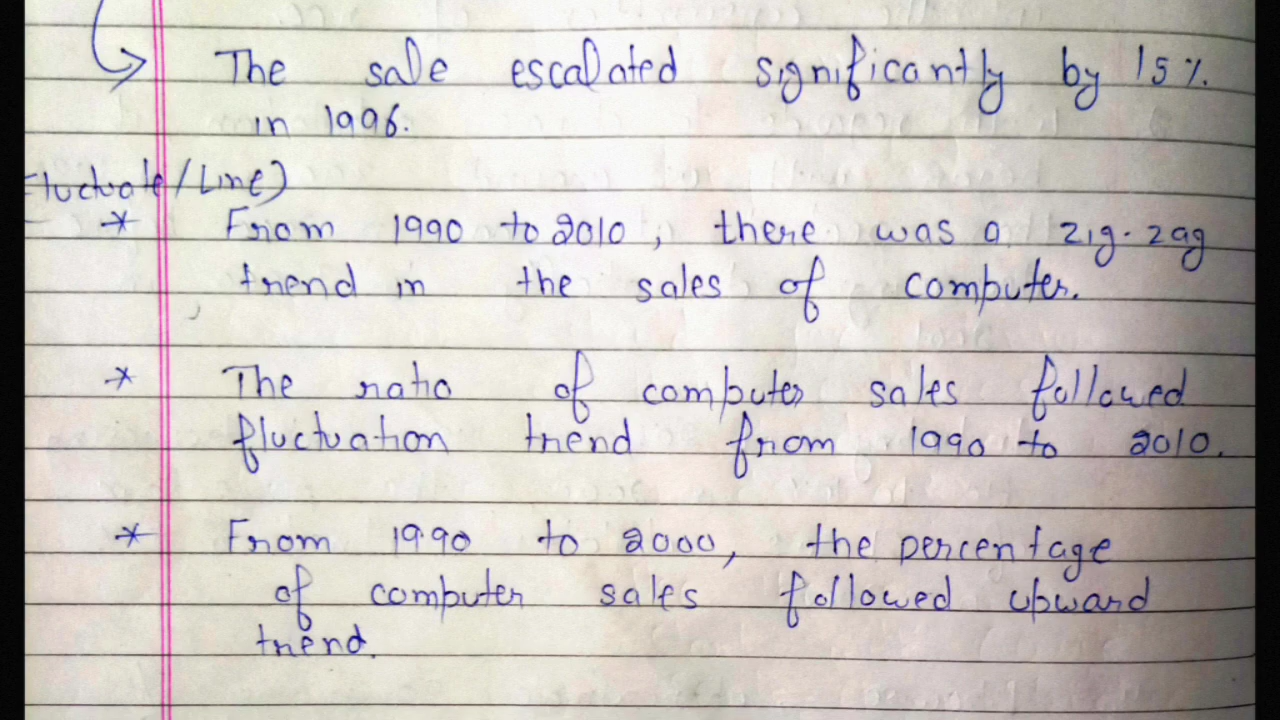 The sale escalated significantly by 15%.
in 1996.
Fluctuate/Line)
* From 1990 to 2010, there was a zig-zag
trend in the sales of computer.
* The ratio of computer sales followed
fluctuation trend from 1990 to 2010.
* From 1990 to 2000, the percentage
of computer sales followed upward
trend.